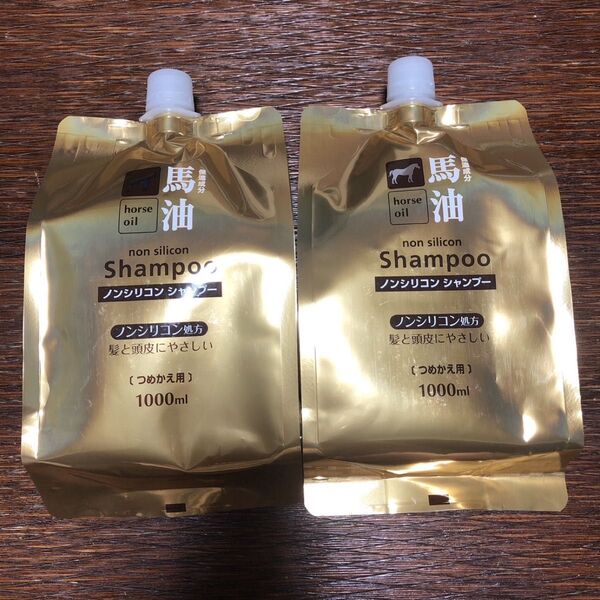 馬油
保湿成分
horse
oil
non silicon
Shampoo
ノンシリコン シャンプー
ノンシリコン処方
髪と頭皮にやさしい
〔つめかえ用〕
1000ml
馬油
保湿成分
horse
oil
non silicon
Shampoo
ノンシリコン シャンプー
ノンシリコン処方
髪と頭皮にやさしい
〔つめかえ用〕
1000ml